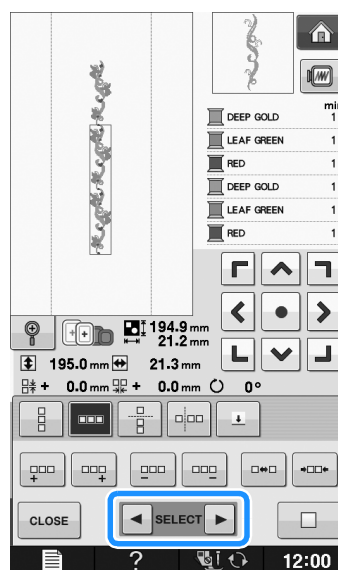 min
DEEP GOLD 1
LEAF GREEN 1
RED 1
DEEP GOLD 1
LEAF GREEN 1
RED 1
194.9 mm
21.2 mm
195.0 mm 21.3 mm
+ 0.0 mm + 0.0 mm 0°
CLOSE SELECT
? 12:00